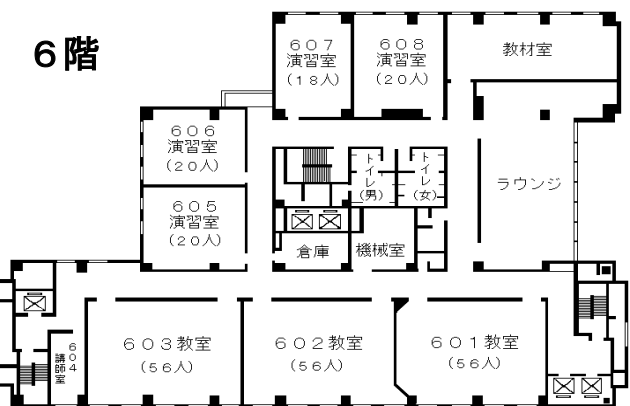 ６階
６０７
演習室
（１８人）
６０８
演習室
（２０人）
教材室
６０６
演習室
（２０人）
トイレ(男)
トイレ(女)
ラウンジ
６０５
演習室
（２０人）
倉庫
機械室
６０４
講師室
６０３教室
（５６人）
６０２教室
（５６人）
６０１教室
（５６人）